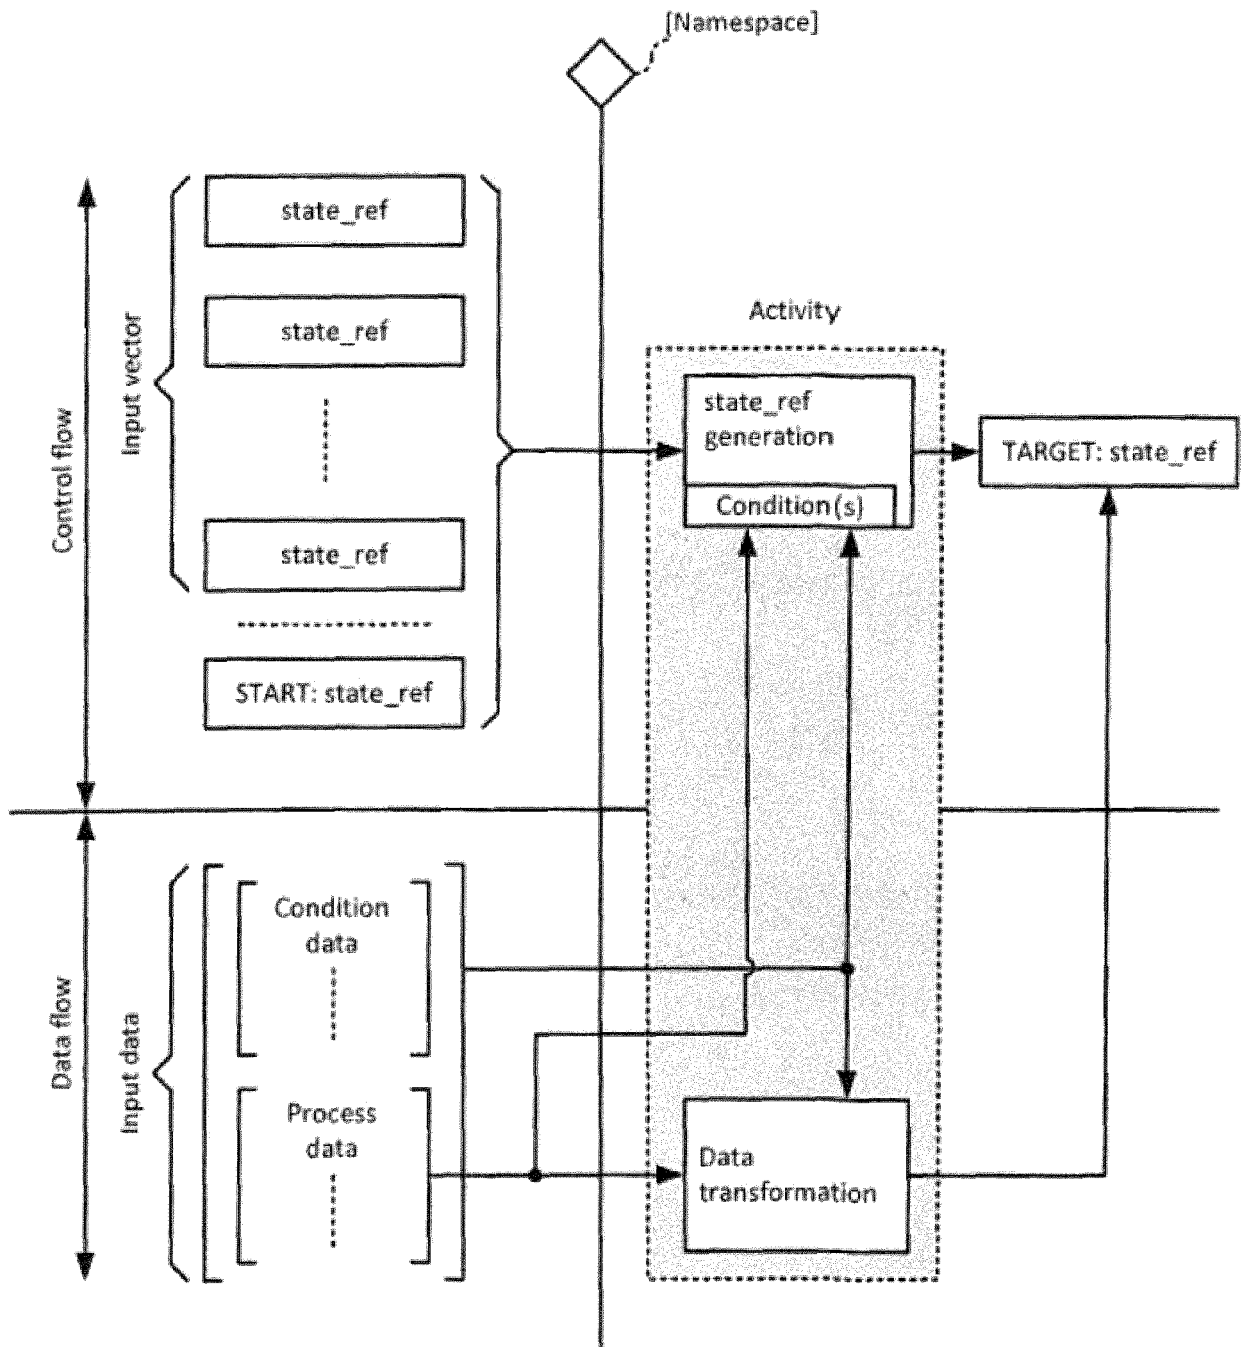 [Namespace]
state_ref
state_ref
state_ref
START: state_ref
Input vector
Control flow
Activity
state_ref
generation
Condition(s)
TARGET: state_ref
Condition
data
Process
data
Input data
Data flow
Data
transformation